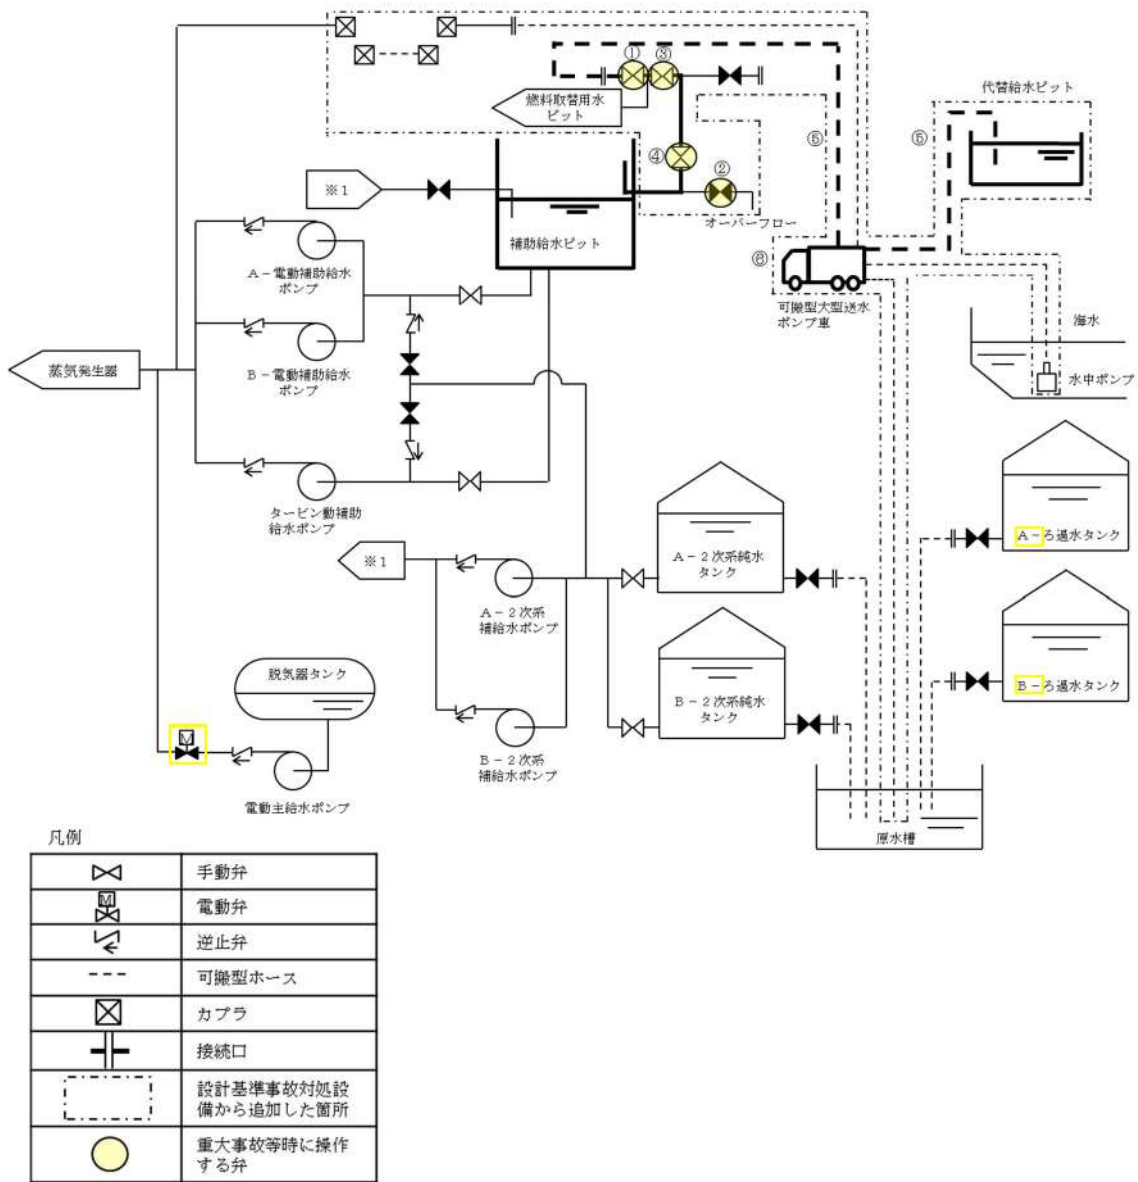 ①
③
燃料取替用水
ピット
代替給水ピット
⑤
⑤
④
②
※1
オーバーフロー
補助給水ピット
A－電動補助給水
ポンプ
⑥
可搬型大型送水
ポンプ車
海水
B－電動補助給水
ポンプ
蒸気発生器
水中ポンプ
タービン動補助
給水ポンプ
A－ろ過水タンク
※1
A－2次系純水
タンク
A－2次系
補給水ポンプ
脱気器タンク
B－2次系純水
タンク
B－ろ過水タンク
M
B－2次系
補給水ポンプ
電動主給水ポンプ
原水槽
凡例
手動弁
M
電動弁
逆止弁
可搬型ホース
カプラ
接続口
設計基準事故対処設
備から追加した箇所
重大事故等時に操作
する弁